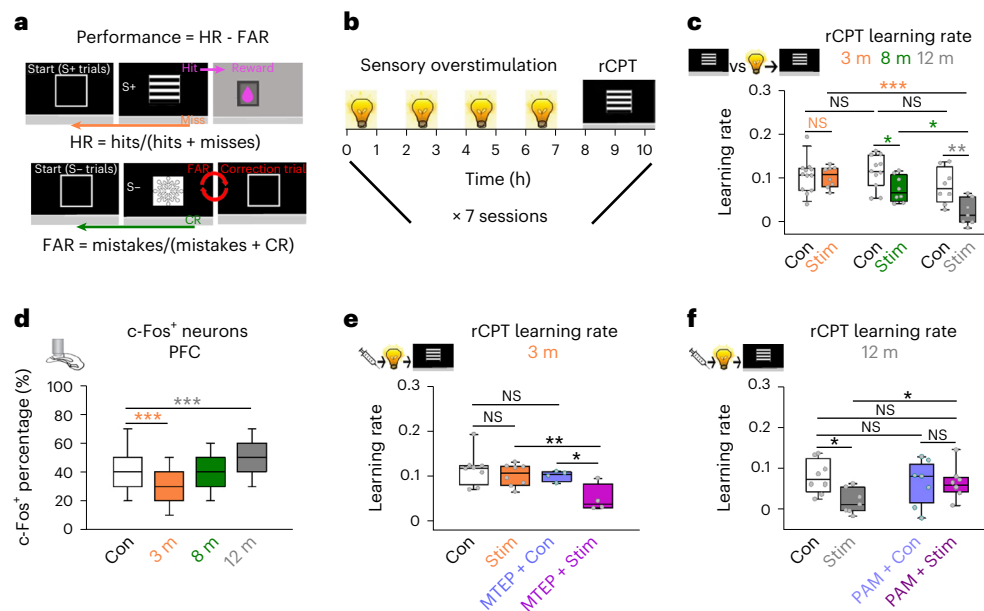 a
Performance = HR - FAR
Start (S+ trials)
S+
Hit
Reward
Miss
HR = hits/(hits + misses)
Start (S− trials)
S−
FAR
Correction trial
CR
FAR = mistakes/(mistakes + CR)
b
Sensory overstimulation
rCPT
0 1 2 3 4 5 6 7 8 9 10
Time (h)
× 7 sessions
c
rCPT learning rate
vs
3 m 8 m 12 m
***
NS NS
NS * *
**
Learning rate
0.3
0.2
0.1
0
Con Stim Con Stim Con Stim
d
c-Fos+ neurons
PFC
***
***
c-Fos+ percentage (%)
100
80
60
40
20
0
Con 3 m 8 m 12 m
e
rCPT learning rate
3 m
NS
NS
**
*
Learning rate
0.3
0.2
0.1
0
Con Stim MTEP + Con MTEP + Stim
f
rCPT learning rate
12 m
*
NS
NS
* NS
Learning rate
0.3
0.2
0.1
0
Con Stim PAM + Con PAM + Stim